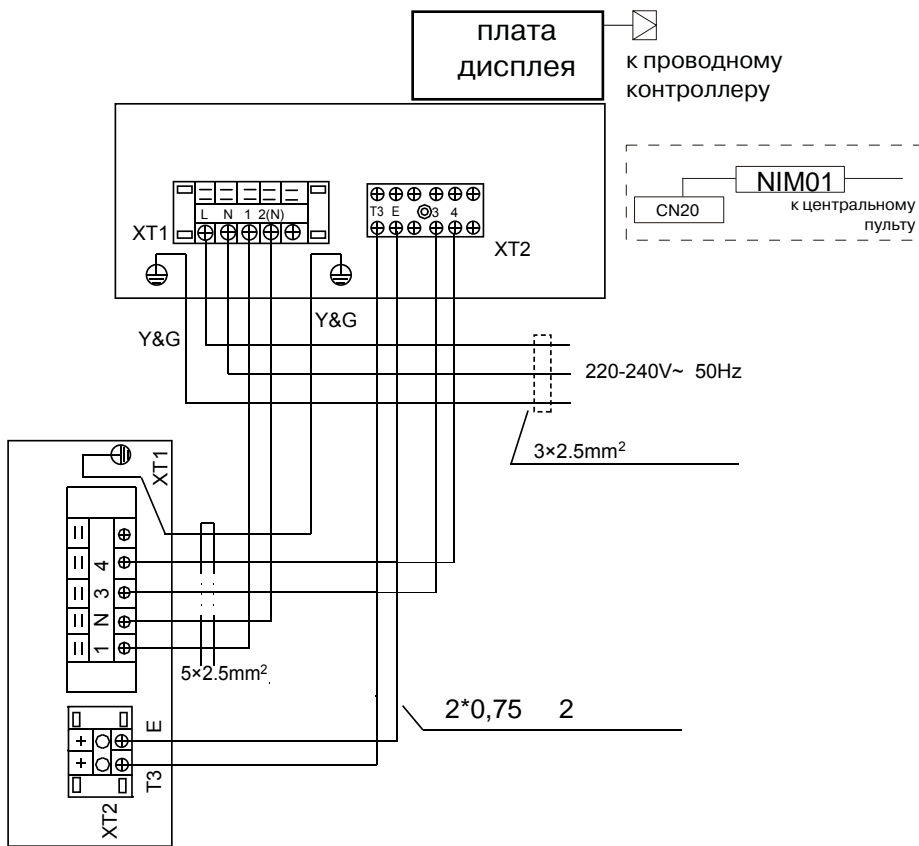 плата
дисплея
к проводному
контроллеру
NIM01
CN20
к центральному
пульту
L N 1 2(N)
XT1
T3 E 3 4
XT2
Y&G
Y&G
220-240V~ 50Hz
3×2.5mm²
XT1
4
3
N
1
5×2.5mm²
2*0,75 2
E
T3
XT2